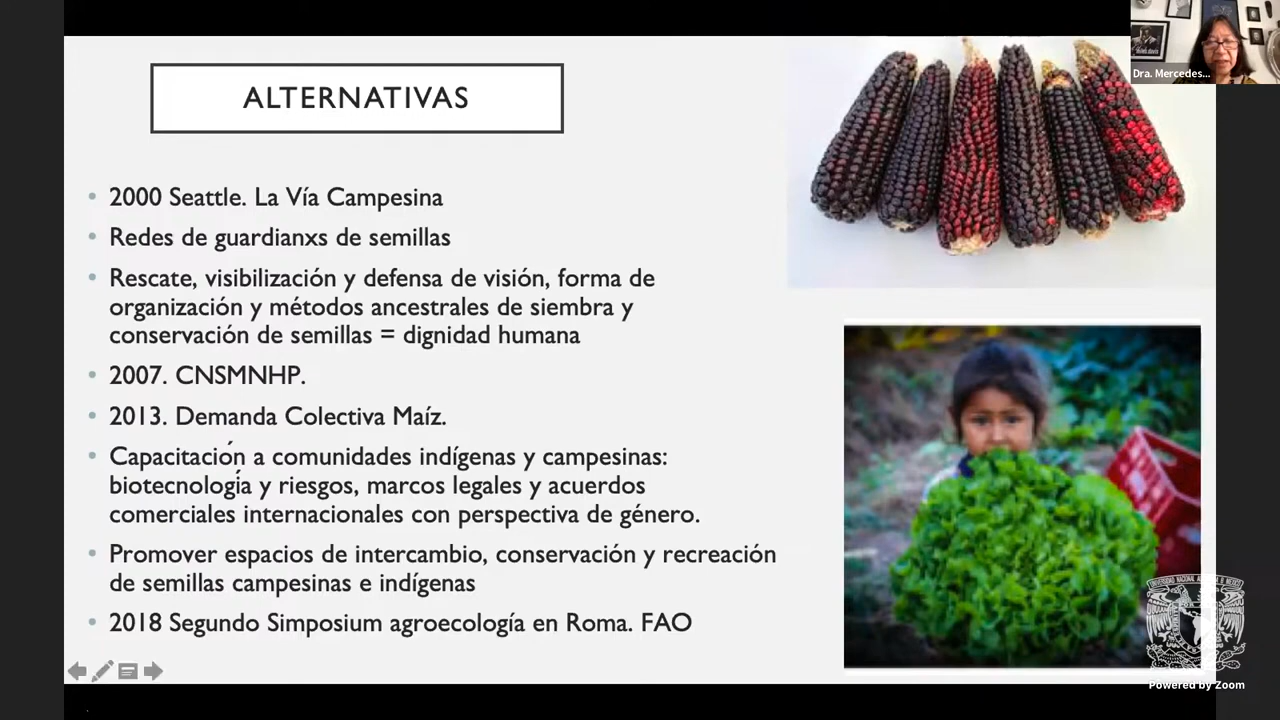 ALTERNATIVAS
Dra. Mercedes...
• 2000 Seattle. La Vía Campesina
• Redes de guardianxs de semillas
• Rescate, visibilización y defensa de visión, forma de
organización y métodos ancestrales de siembra y
conservación de semillas = dignidad humana
• 2007. CNSMNHP.
• 2013. Demanda Colectiva Maíz.
• Capacitación a comunidades indígenas y campesinas:
biotecnología y riesgos, marcos legales y acuerdos
comerciales internacionales con perspectiva de género.
• Promover espacios de intercambio, conservación y recreación
de semillas campesinas e indígenas
• 2018 Segundo Simposium agroecología en Roma. FAO
Powered by Zoom